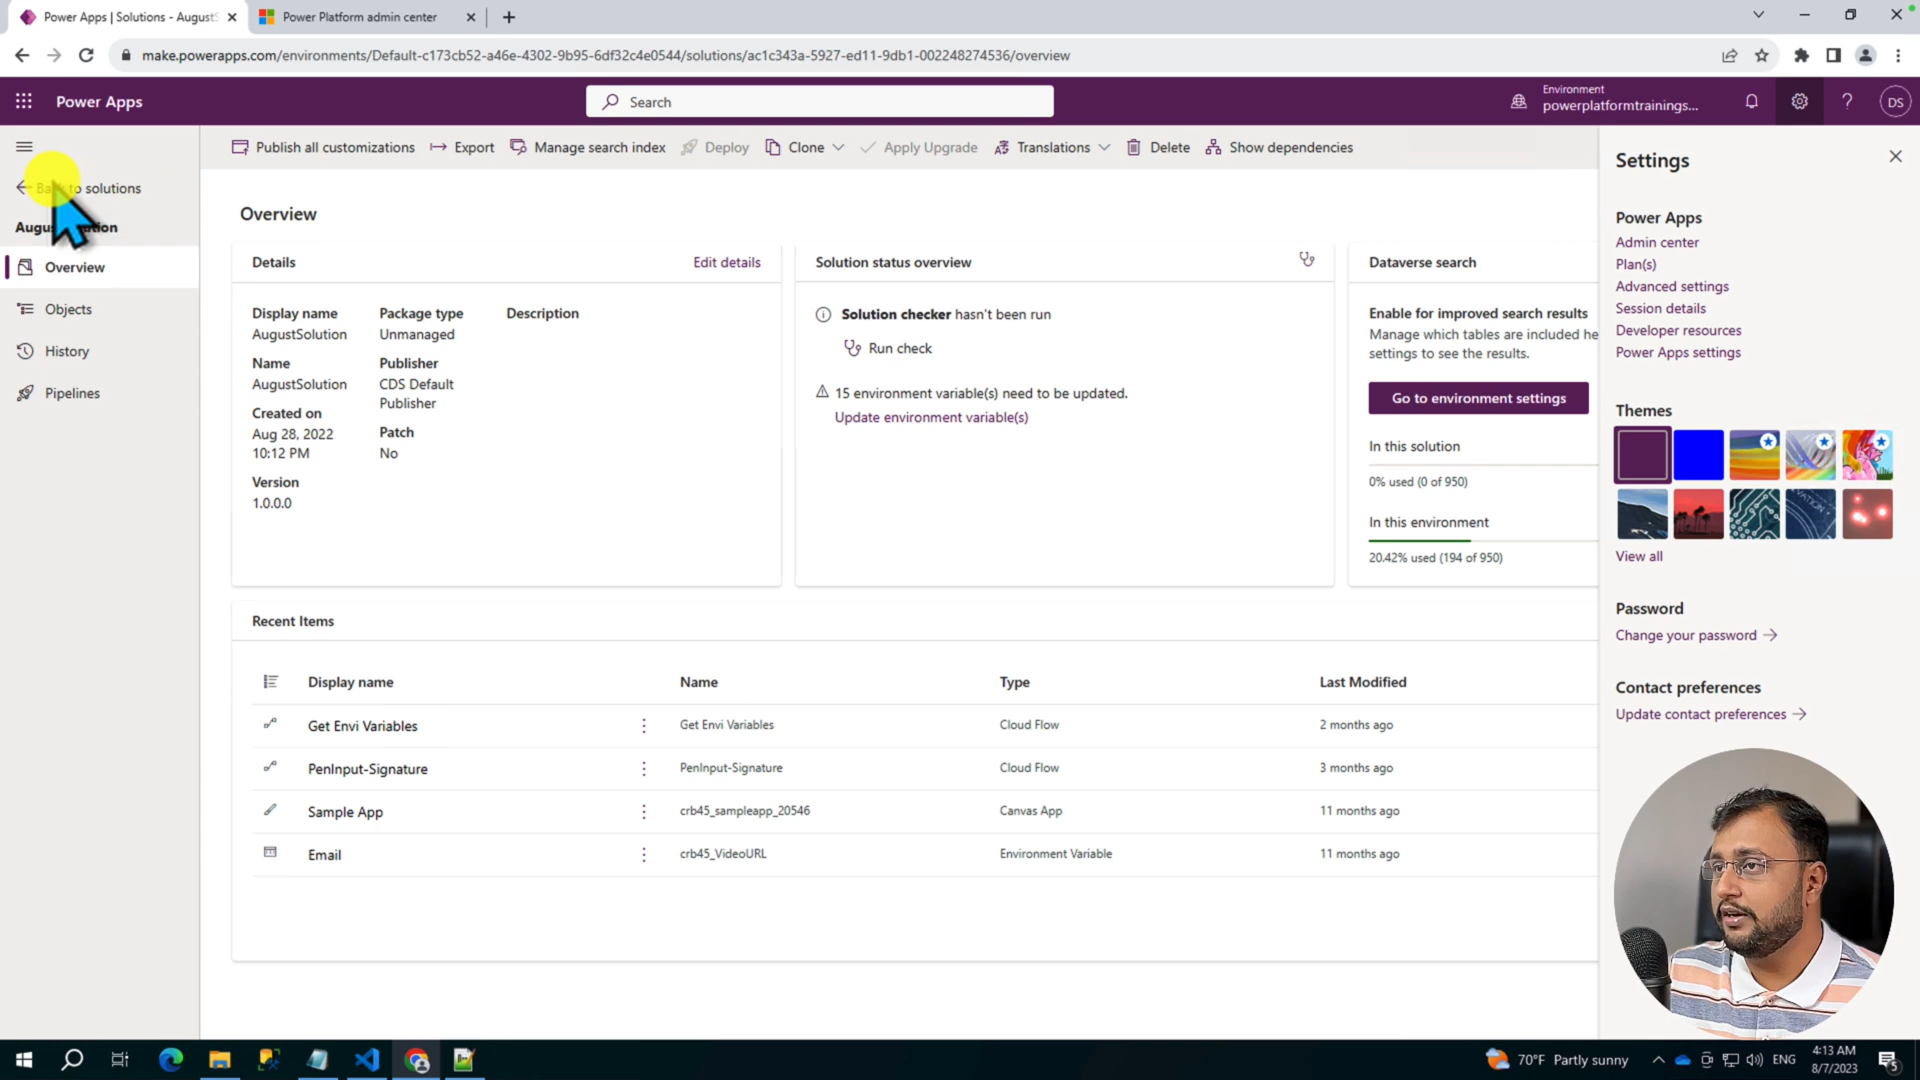 Power Apps | Solutions - AugustS
Power Platform admin center
make.powerapps.com/environments/Default-c173cb52-a46e-4302-9b95-6df32c4e0544/solutions/ac1c343a-5927-ed11-9db1-002248274536/overview
Power Apps
Search
Environment
powerplatformtrainings...
DS
Publish all customizations
Export
Manage search index
Deploy
Clone
Apply Upgrade
Translations
Delete
Show dependencies
to solutions
Overview
Objects
History
Pipelines
Overview
Details
Edit details
Display name
AugustSolution
Name
AugustSolution
Created on
Aug 28, 2022
10:12 PM
Version
1.0.0.0
Package type
Unmanaged
Publisher
CDS Default
Publisher
Patch
No
Description
Solution status overview
Solution checker hasn't been run
Run check
15 environment variable(s) need to be updated.
Update environment variable(s)
Dataverse search
Enable for improved search results
Manage which tables are included he
settings to see the results.
Go to environment settings
In this solution
0% used (0 of 950)
In this environment
20.42% used (194 of 950)
Recent Items
Display name Name Type Last Modified
Get Envi Variables Get Envi Variables Cloud Flow 2 months ago
PenInput-Signature PenInput-Signature Cloud Flow 3 months ago
Sample App crb45_sampleapp_20546 Canvas App 11 months ago
Email crb45_VideoURL Environment Variable 11 months ago
Settings
Power Apps
Admin center
Plan(s)
Advanced settings
Session details
Developer resources
Power Apps settings
Themes
View all
Password
Change your password
Contact preferences
Update contact preferences
70°F Partly sunny
ENG
4:13 AM
8/7/2023
5